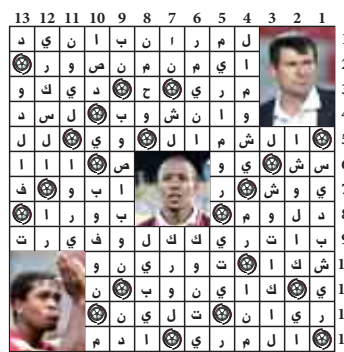 13 12 11 10 9 8 7 6 5 4 3 2 1
ل م ر ا ن ب ا ن ي د
ا ي م ن م ن ص و ر
م ر ي ح د ي ك و
و ا ن ش و ب ل س د
ا ل ش م ا ل و ي ل ل
س ش ي و ص ا ا ا
ي و ش ر ا ب و ف
د ل و م ب و ر ا
ب ا ت ر ي ك ك ل و ف ي ر ت
ش ك ا ت و ر ي ن و
ي ك ا ي ن و ب ن
ر ي ا ن ت ل ي ن
ا ل م ر ي ا د م